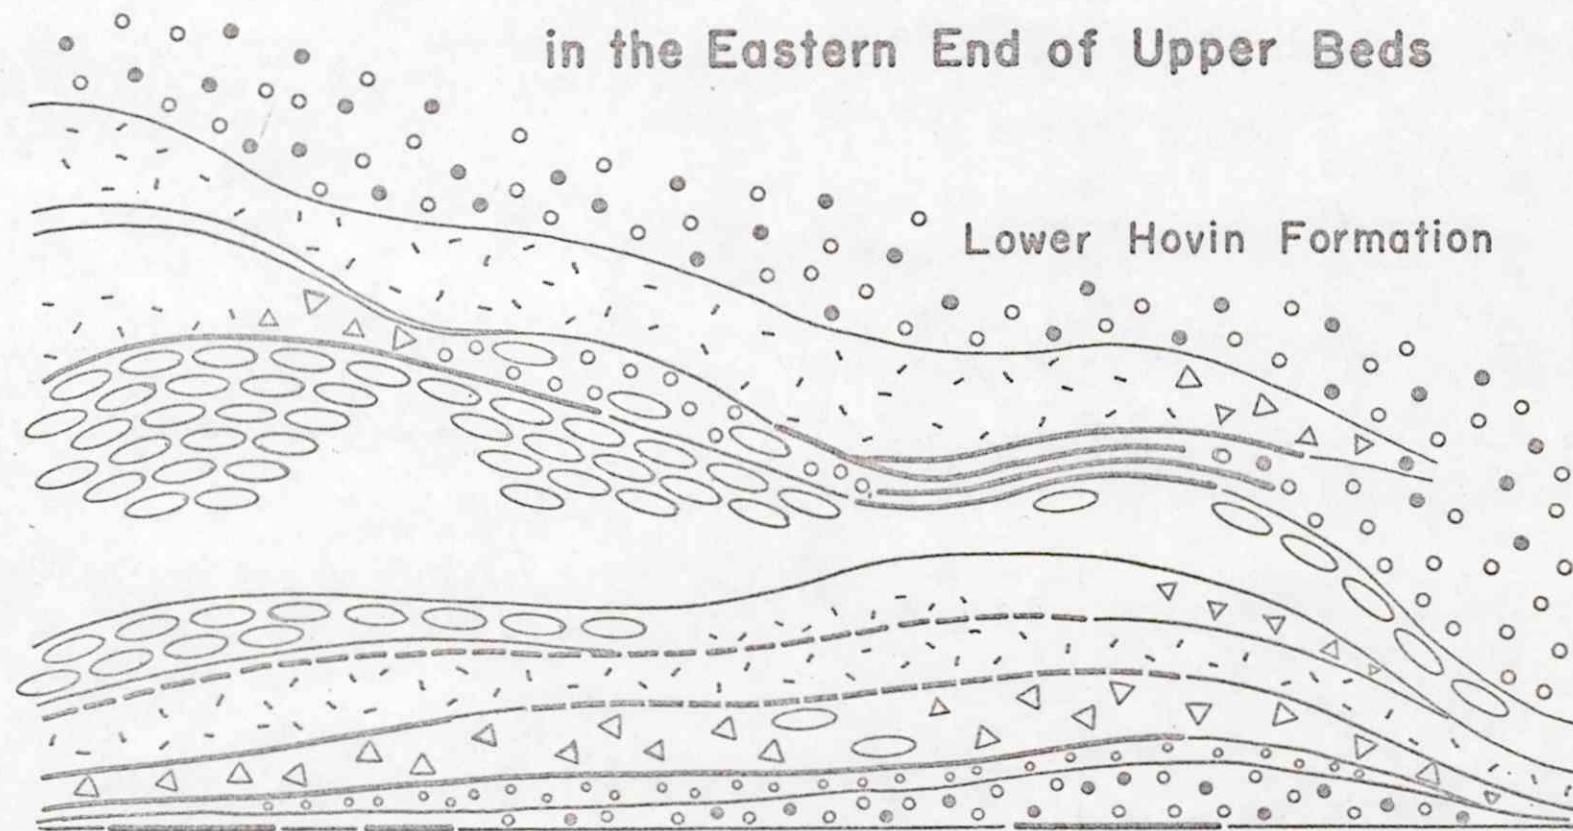 in the Eastern End of Upper Beds
Lower Hovin Formation